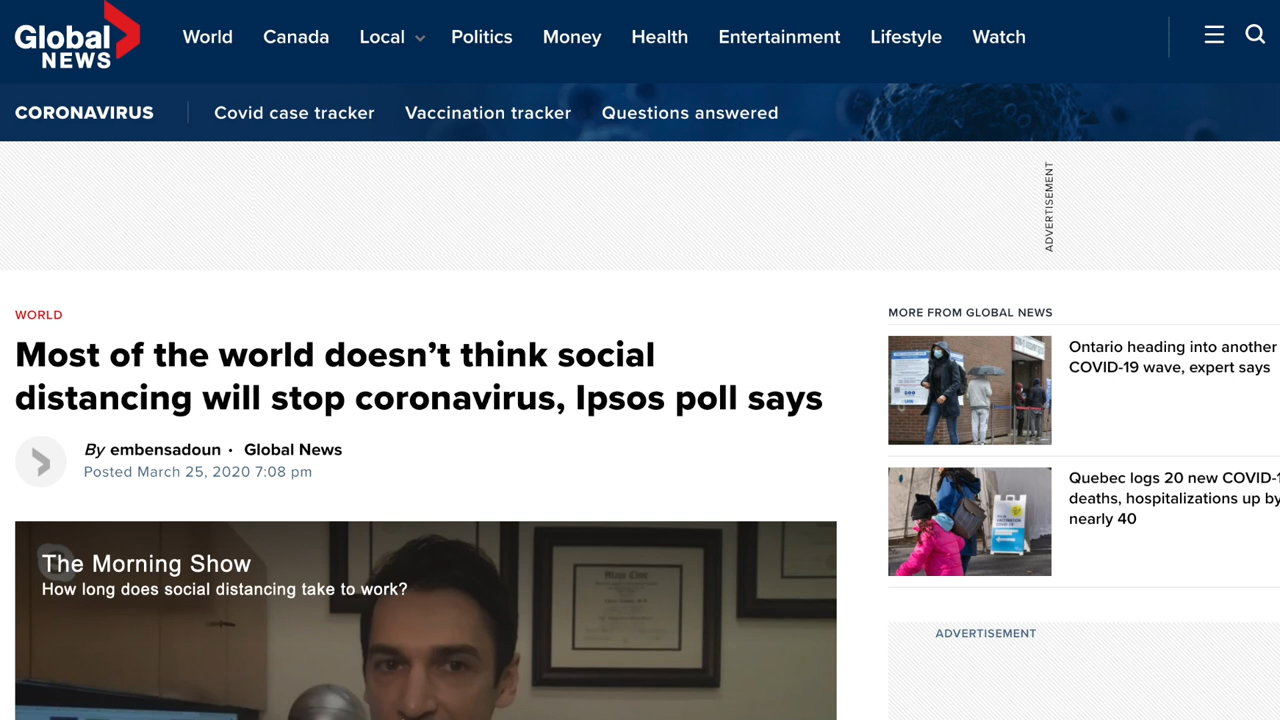 Global
NEWS
World
Canada
Local
Politics
Money
Health
Entertainment
Lifestyle
Watch
CORONAVIRUS
Covid case tracker
Vaccination tracker
Questions answered
ADVERTISEMENT
WORLD
Most of the world doesn’t think social
distancing will stop coronavirus, Ipsos poll says
By embensadoun · Global News
Posted March 25, 2020 7:08 pm
The Morning Show
How long does social distancing take to work?
MORE FROM GLOBAL NEWS
Ontario heading into another
COVID-19 wave, expert says
Quebec logs 20 new COVID-1
deaths, hospitalizations up by
nearly 40
ADVERTISEMENT